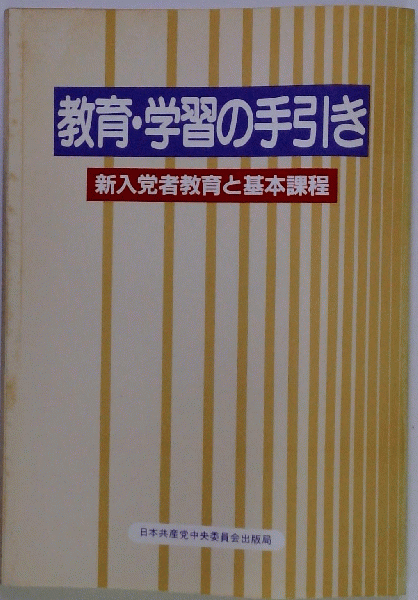 教育・学習の手引き
新入党者教育と基本課程
日本共産党中央委員会出版局